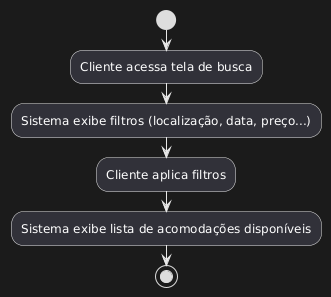 Cliente acessa tela de busca
Sistema exibe filtros (localização, data, preço...)
Cliente aplica filtros
Sistema exibe lista de acomodações disponíveis